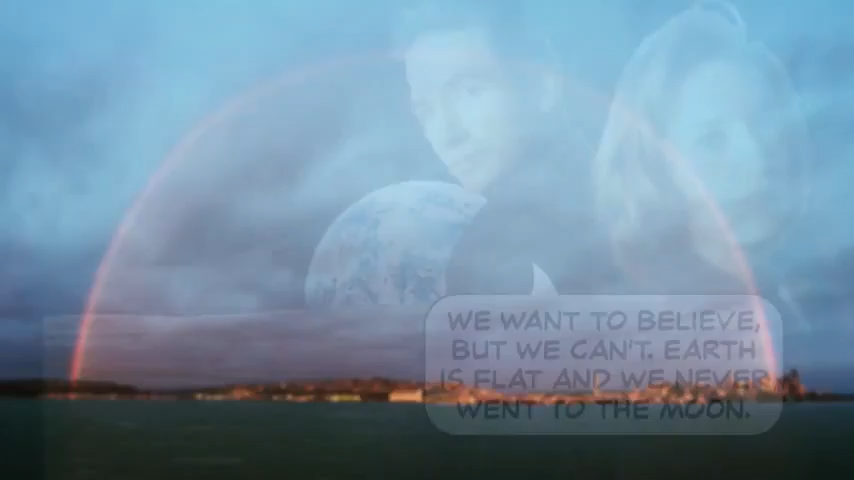 WE WANT TO BELIEVE,
BUT WE CAN'T. EARTH
IS FLAT AND WE NEVER
WENT TO THE MOON.